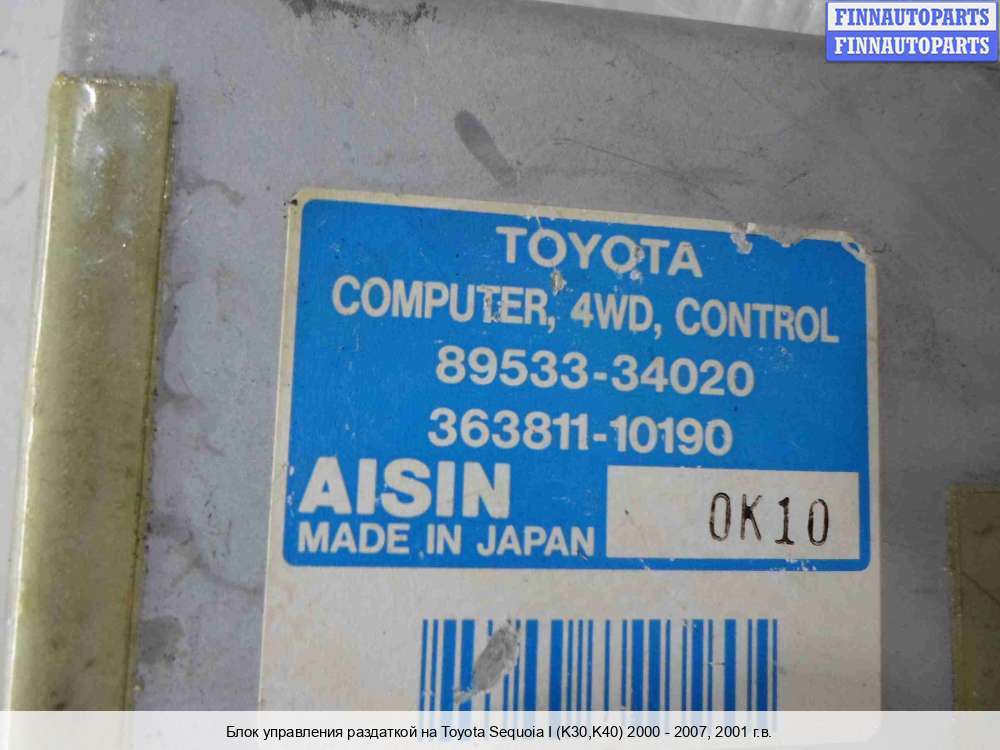 FINNAUTOPARTS
FINNAUTOPARTS
TOYOTA
COMPUTER, 4WD, CONTROL
89533-34020
363811-10190
AISIN
MADE IN JAPAN
0K10
Блок управления раздаткой на Toyota Sequoia I (K30,K40) 2000 - 2007, 2001 г.в.